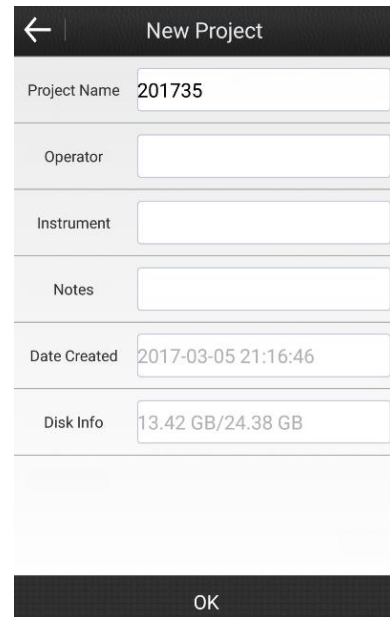 New Project
Project Name 201735
Operator
Instrument
Notes
Date Created 2017-03-05 21:16:46
Disk Info 13.42 GB/24.38 GB
OK